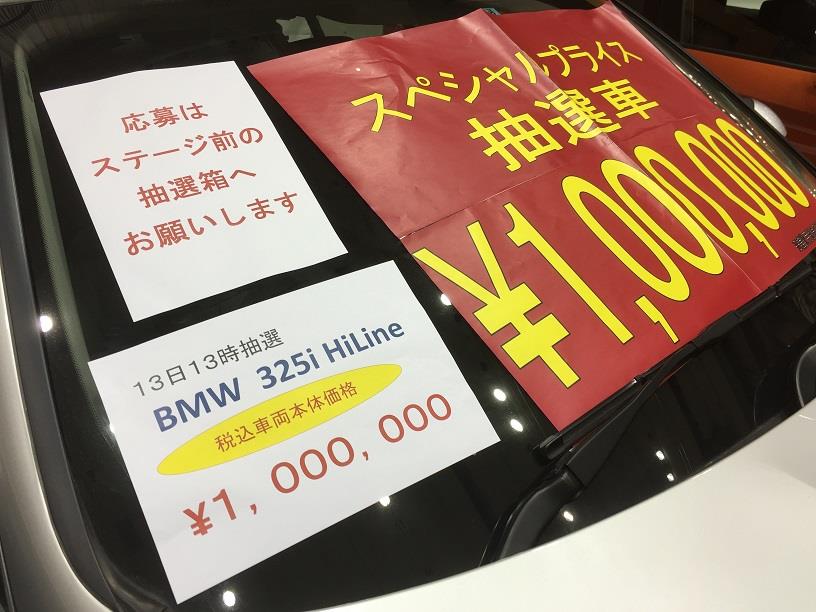 スペシャルプライス
抽選車
¥1,000,000
応募は
ステージ前の
抽選箱へ
お願いします
13日13時抽選
BMW 325i HiLine
税込車両本体価格
¥1,000,000